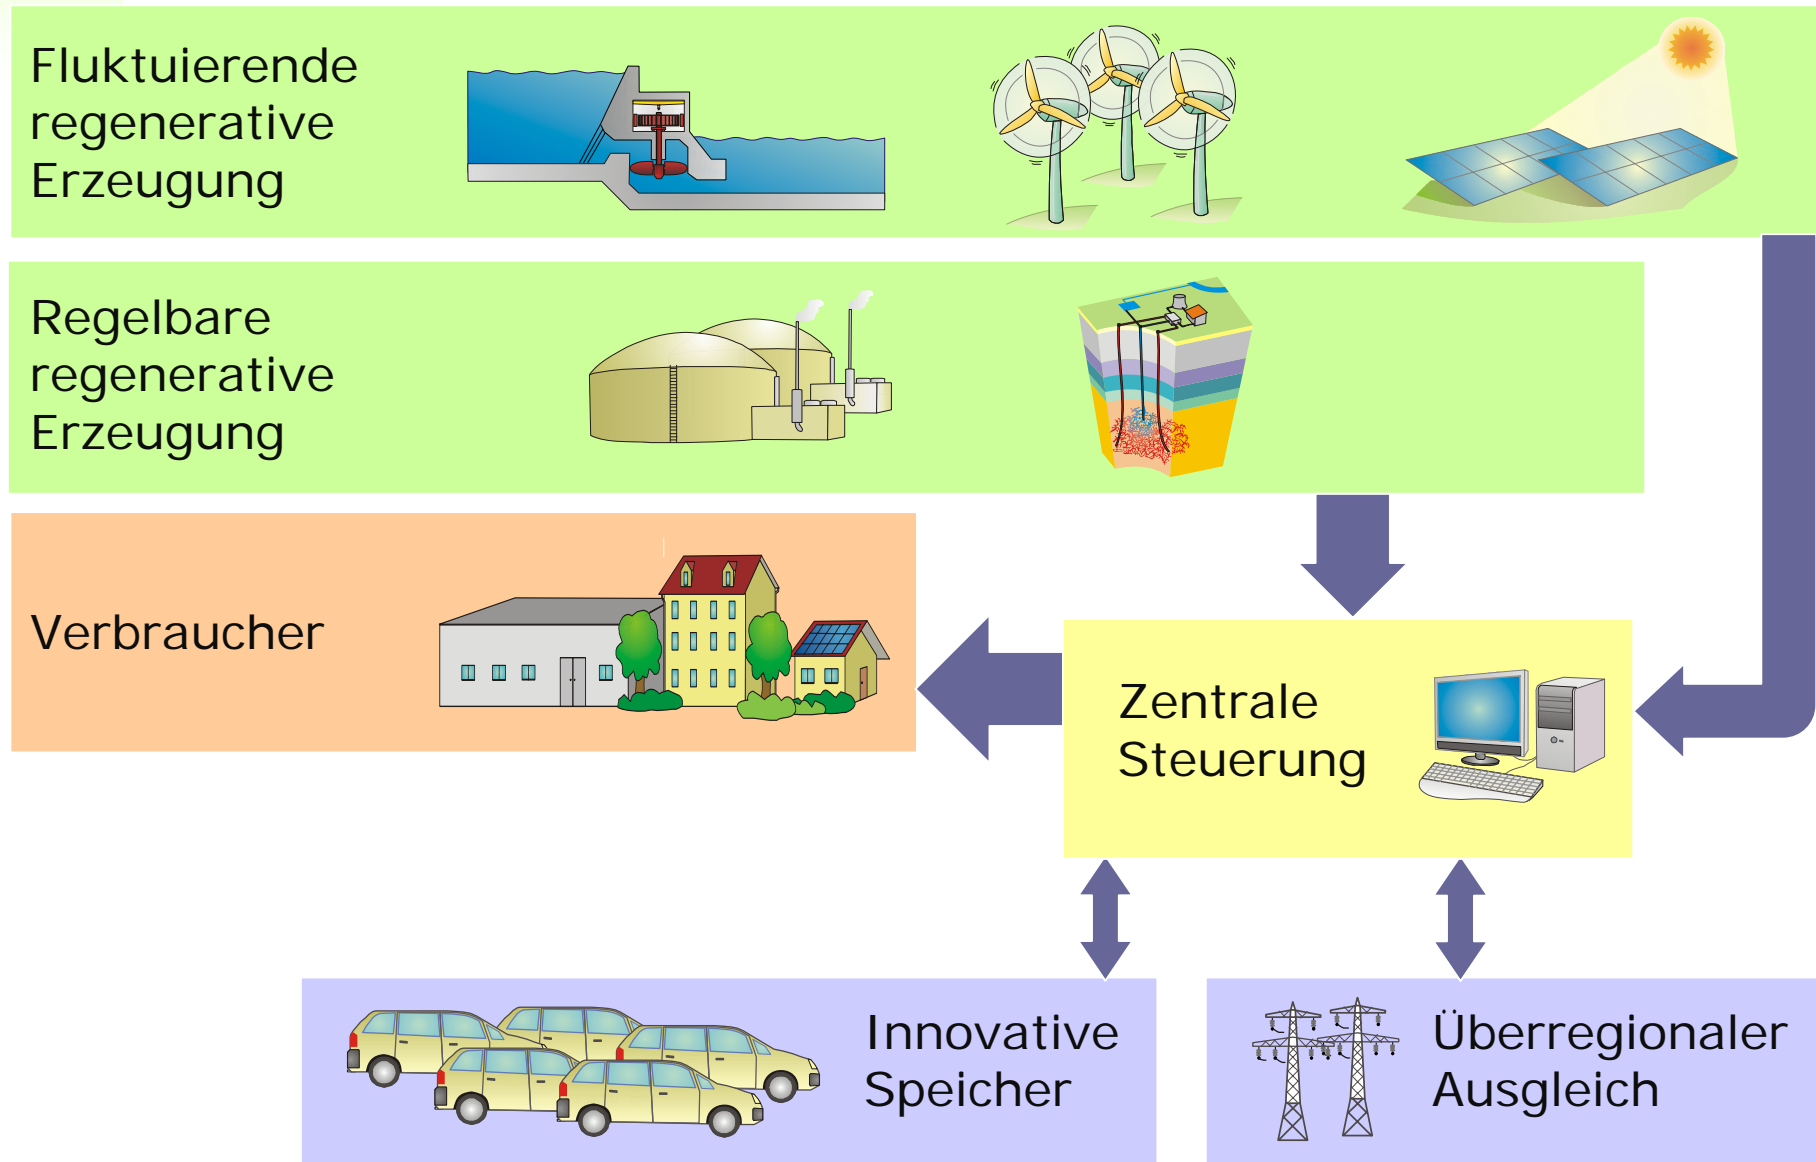 Fluktuierende
regenerative
Erzeugung
Regelbare
regenerative
Erzeugung
Verbraucher
Zentrale
Steuerung
Innovative
Speicher
Überregionaler
Ausgleich